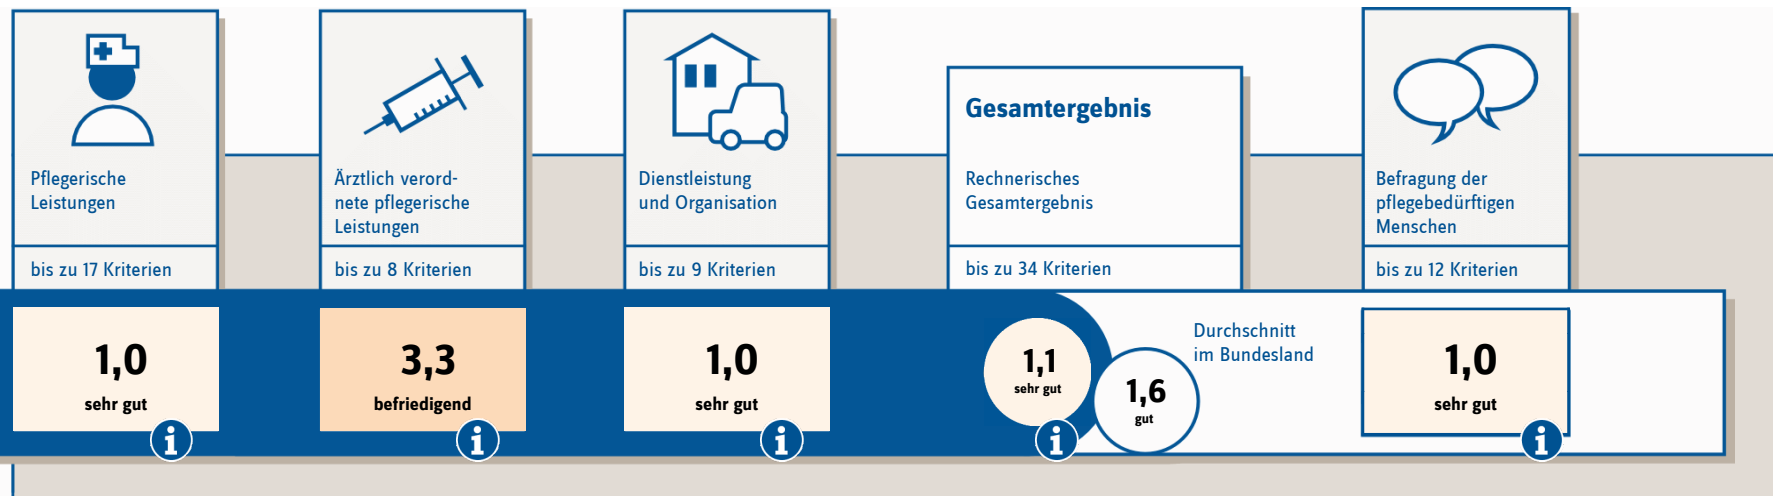 Pflegerische
Leistungen
bis zu 17 Kriterien
1,0
sehr gut
i
Ärztlich verord-
nete pflegerische
Leistungen
bis zu 8 Kriterien
3,3
befriedigend
i
Dienstleistung
und Organisation
bis zu 9 Kriterien
1,0
sehr gut
i
Gesamtergebnis
Rechnerisches
Gesamtergebnis
bis zu 34 Kriterien
1,1
sehr gut
i
1,6
gut
Durchschnitt
im Bundesland
Befragung der
pflegebedürftigen
Menschen
bis zu 12 Kriterien
1,0
sehr gut
i